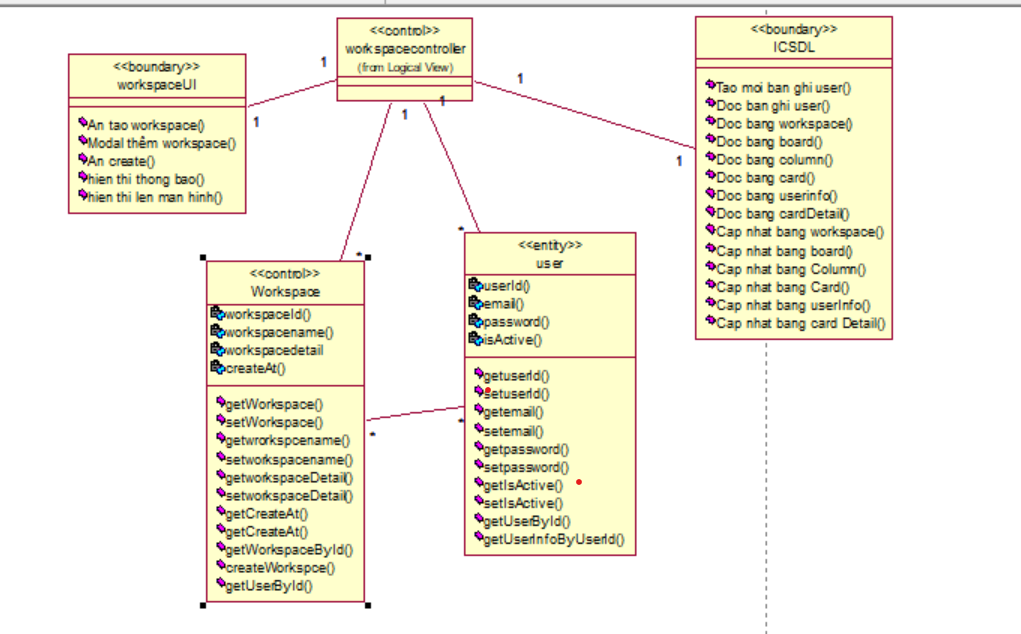 <<control>>
workspacecontroller
(from Logical View)
<<boundary>>
workspaceUI
An tao workspace()
Modal thêm workspace()
An create()
hien thi thong bao()
hien thi len man hinh()
<<boundary>>
ICSDL
Tao moi ban ghi user()
Doc ban ghi user()
Doc bang workspace()
Doc bang board()
Doc bang column()
Doc bang card()
Doc bang userinfo()
Doc bang cardDetail()
Cap nhat bang workspace()
Cap nhat bang board()
Cap nhat bang Column()
Cap nhat bang Card()
Cap nhat bang userInfo()
Cap nhat bang card Detail()
1
1
1
1
1
1
*
*
<<control>>
Workspace
workspaceId()
workspacename()
workspacedetail
createAt()
getWorkspace()
setWorkspace()
getwrorkspcename()
setworkspacename()
getworkspaceDetail()
setworkspaceDetail()
getCreateAt()
getCreateAt()
getWorkspaceById()
createWorkspce()
getUserById()
*
*
<<entity>>
user
userId()
email()
password()
isActive()
getuserId()
setuserId()
getemail()
setemail()
getpassword()
setpassword()
getIsActive()
setIsActive()
getUserById()
getUserInfoByUserId()